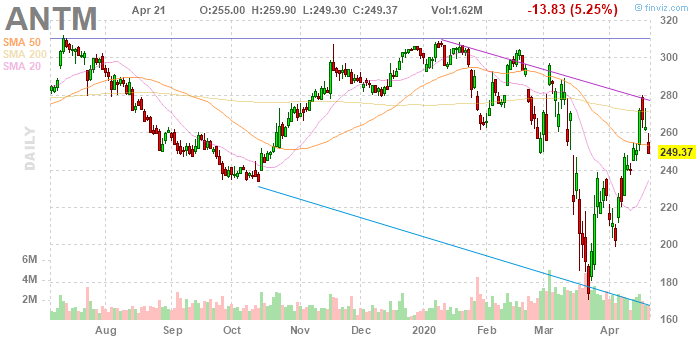 © finviz.com
ANTM Apr 21 O:255.00 H:259.90 L:249.30 C:249.37 Vol:1.62M -13.83 (5.25%)
SMA 50
SMA 200
SMA 20
DAILY
320
300
280
260
249.37
240
220
200
180
160
6M
4M
2M
Aug Sep Oct Nov Dec 2020 Feb Mar Apr